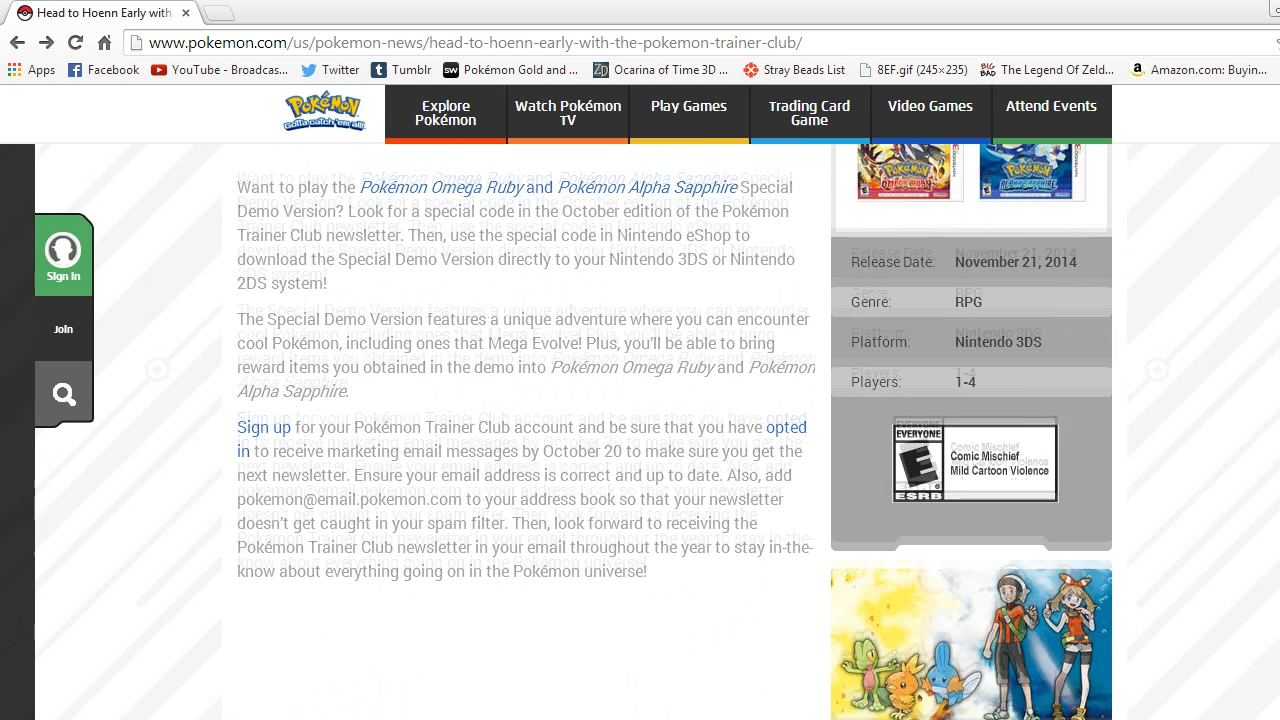 Head to Hoenn Early with
www.pokemon.com/us/pokemon-news/head-to-hoenn-early-with-the-pokemon-trainer-club/
Apps Facebook YouTube - Broadcas... Twitter Tumblr Pokémon Gold and ... Ocarina of Time 3D ... Stray Beads List 8EF.gif (245×235) The Legend Of Zeld... Amazon.com: Buyin...
POKéMON
Gotta catch 'em all!
Explore Pokémon
Watch Pokémon TV
Play Games
Trading Card Game
Video Games
Attend Events
Sign In
Join
Want to play the Pokémon Omega Ruby and Pokémon Alpha Sapphire Special
Demo Version? Look for a special code in the October edition of the Pokémon
Trainer Club newsletter. Then, use the special code in Nintendo eShop to
download the Special Demo Version directly to your Nintendo 3DS or Nintendo
2DS system!
The Special Demo Version features a unique adventure where you can encounter
cool Pokémon, including ones that Mega Evolve! Plus, you'll be able to bring
reward items you obtained in the demo into Pokémon Omega Ruby and Pokémon
Alpha Sapphire.
Sign up for your Pokémon Trainer Club account and be sure that you have opted
in to receive marketing email messages by October 20 to make sure you get the
next newsletter. Ensure your email address is correct and up to date. Also, add
pokemon@email.pokemon.com to your address book so that your newsletter
doesn't get caught in your spam filter. Then, look forward to receiving the
Pokémon Trainer Club newsletter in your email throughout the year to stay in-the-
know about everything going on in the Pokémon universe!
POKéMON
OMEGA RUBY
POKéMON
ALPHA SAPPHIRE
Release Date: November 21, 2014
Genre: RPG
Platform: Nintendo 3DS
Players: 1-4
EVERYONE
E
ESRB
Comic Mischief
Mild Cartoon Violence